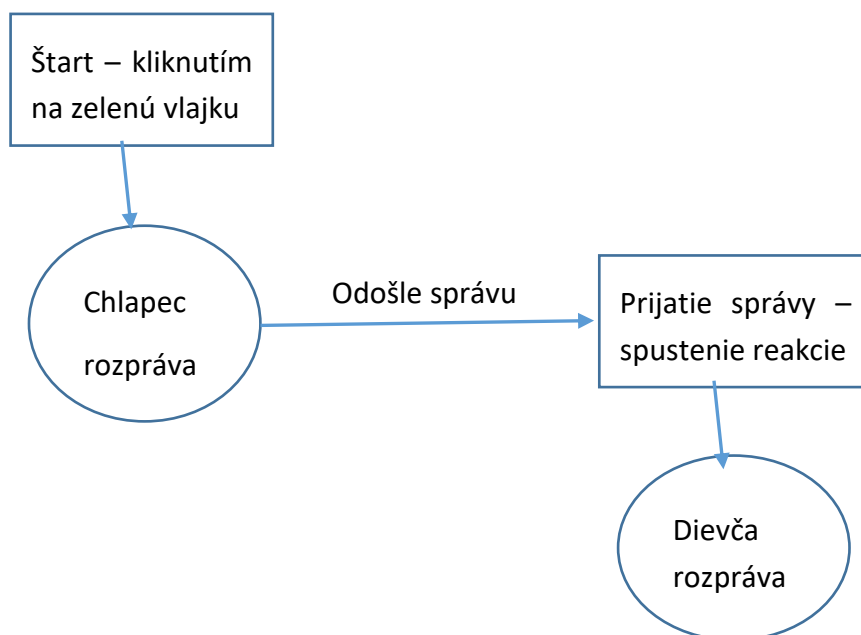 Štart – kliknutím
na zelenú vlajku
Chlapec
rozpráva
Odošle správu
Prijatie správy –
spustenie reakcie
Dievča
rozpráva